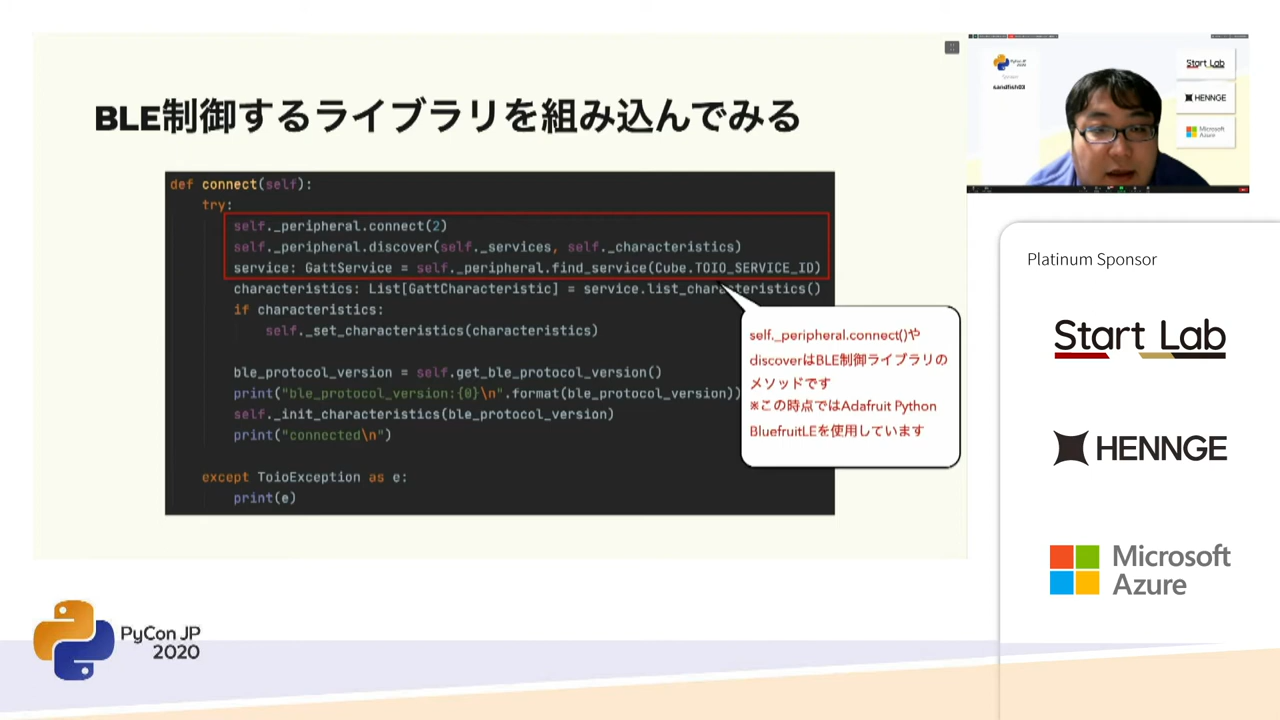 BLE制御するライブラリを組み込んでみる
def connect(self):
try:
self._peripheral.connect(2)
self._peripheral.discover(self._services, self._characteristics)
service: GattService = self._peripheral.find_service(Cube.TOIO_SERVICE_ID)
characteristics: List[GattCharacteristic] = service.list_characteristics()
if characteristics:
self._set_characteristics(characteristics)
ble_protocol_version = self.get_ble_protocol_version()
print("ble_protocol_version:{0}\n".format(ble_protocol_version))
self._init_characteristics(ble_protocol_version)
print("connected\n")
except ToioException as e:
print(e)
self._peripheral.connect()や
discoverはBLE制御ライブラリの
メソッドです
※この時点ではAdafruit Python
BluefruitLEを使用しています
PyCon JP
2020
sandfish03
Start Lab
HENNGE
Microsoft
Azure
Platinum Sponsor
Start Lab
HENNGE
Microsoft
Azure
PyCon JP
2020